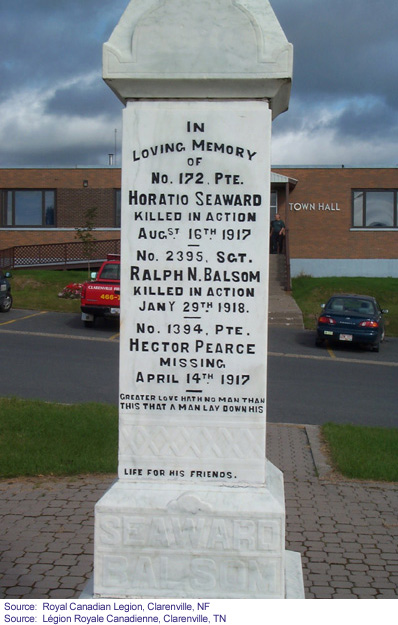 IN
LOVING MEMORY
OF
No. 172, PTE.
HORATIO SEAWARD
KILLED IN ACTION
AUGST 16TH 1917
No. 2395, SGT.
RALPH N. BALSOM
KILLED IN ACTION
JANY 29TH 1918.
No. 1394, PTE.
HECTOR PEARCE
MISSING
APRIL 14TH 1917
GREATER LOVE HATH NO MAN THAN
THIS THAT A MAN LAY DOWN HIS
LIFE FOR HIS FRIENDS.
SEAWARD
BALSOM
TOWN HALL
Source: Royal Canadian Legion, Clarenville, NF
Source: Légion Royale Canadienne, Clarenville, TN